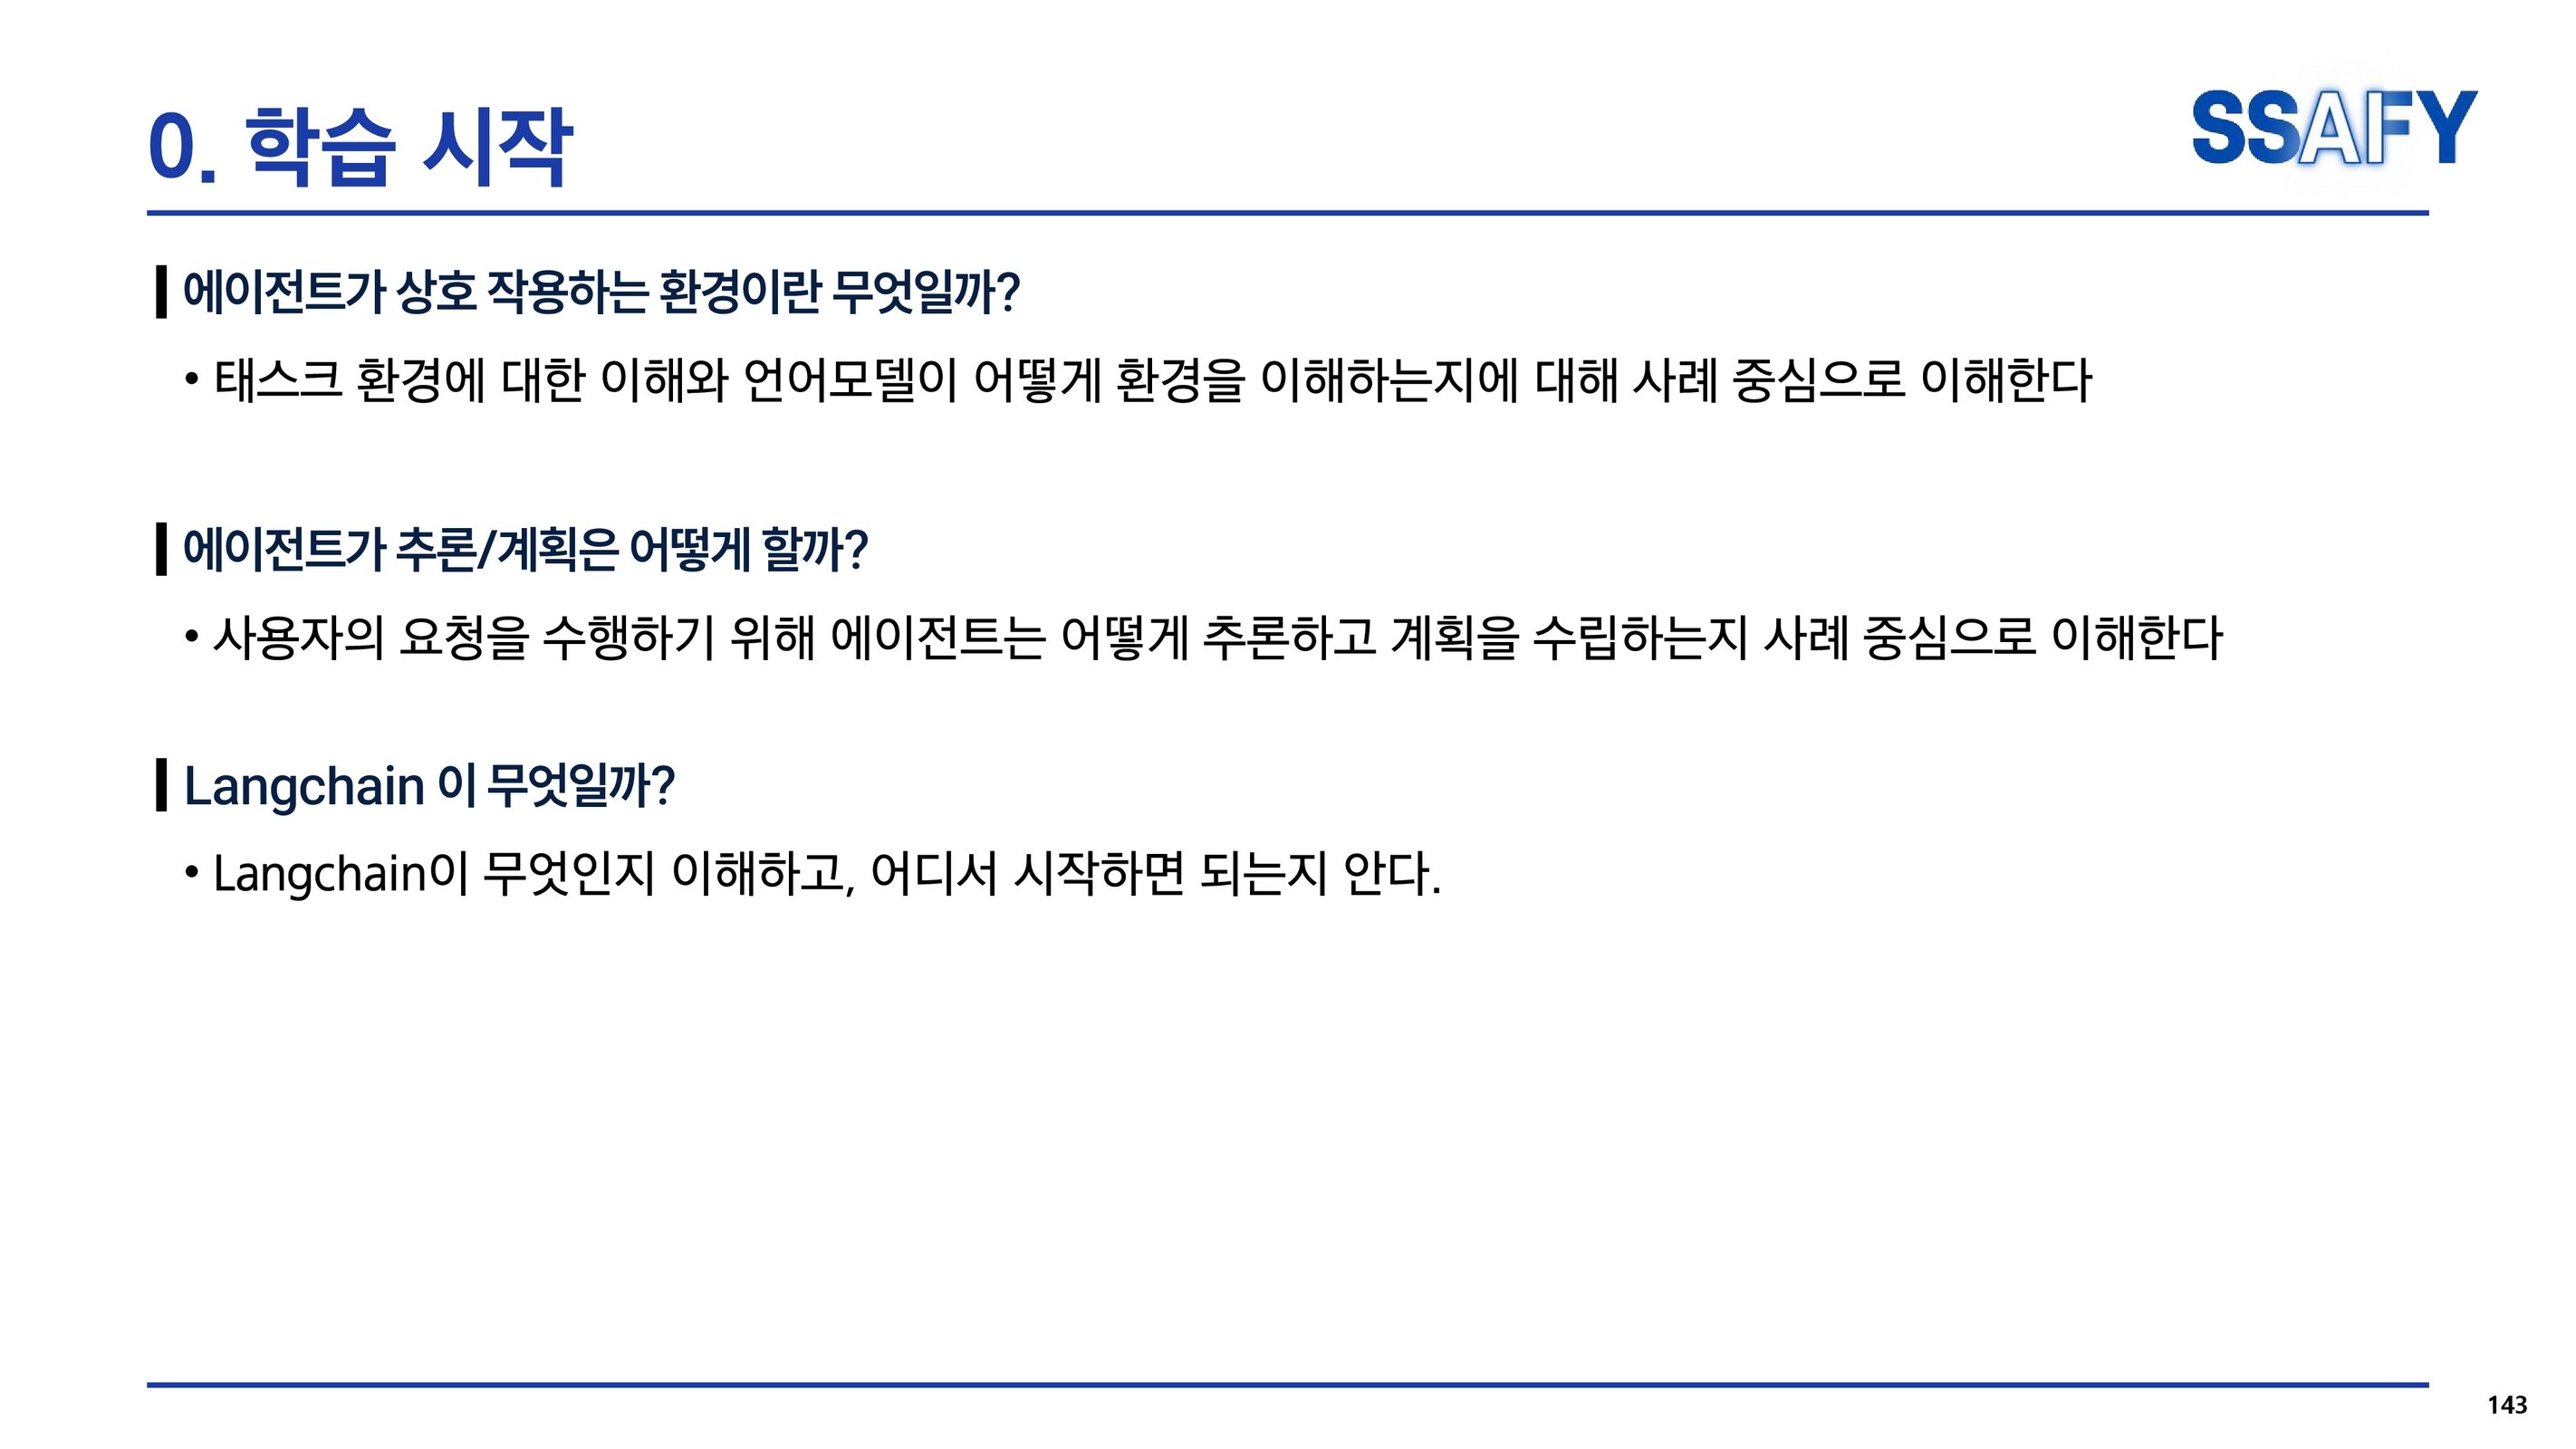 0. 학습 시작
SSAFY
에이전트가 상호 작용하는 환경이란 무엇일까?
• 태스크 환경에 대한 이해와 언어모델이 어떻게 환경을 이해하는지에 대해 사례 중심으로 이해한다
에이전트가 추론/계획은 어떻게 할까?
• 사용자의 요청을 수행하기 위해 에이전트는 어떻게 추론하고 계획을 수립하는지 사례 중심으로 이해한다
Langchain 이 무엇일까?
• Langchain이 무엇인지 이해하고, 어디서 시작하면 되는지 안다.
143